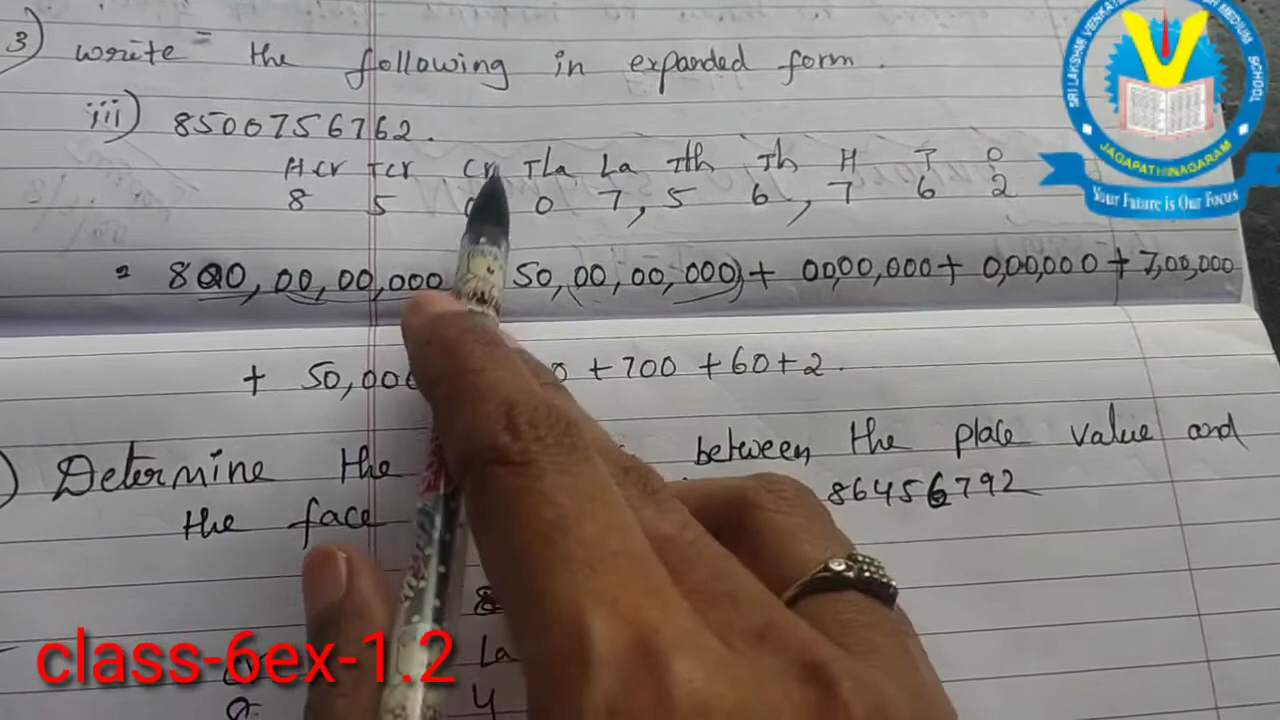 3) write the following in expanded form.
iii) 8500756762.
Hcr Tcr Cr Tla La Tth Th H T O
8 5 0 7, 5 6, 7 6 2
= 800,00,00,000 50,00,00,000) + 00,00,000 + 0,00,000 + 7,00,000
+ 50,000 + 700 + 60 + 2.
) Determine the between the place value and
the face 86456792
La
4
class-6ex-1.2
SRI LAKSHMI VENKAT MEDIUM SCHOOL
JAGAPATHINAGARAM
Your Future is Our Focus